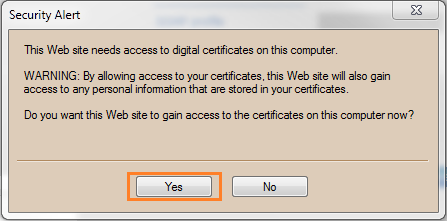 Security Alert
This Web site needs access to digital certificates on this computer.
WARNING: By allowing access to your certificates, this Web site will also gain
access to any personal information that are stored in your certificates.
Do you want this Web site to gain access to the certificates on this computer now?
Yes
No